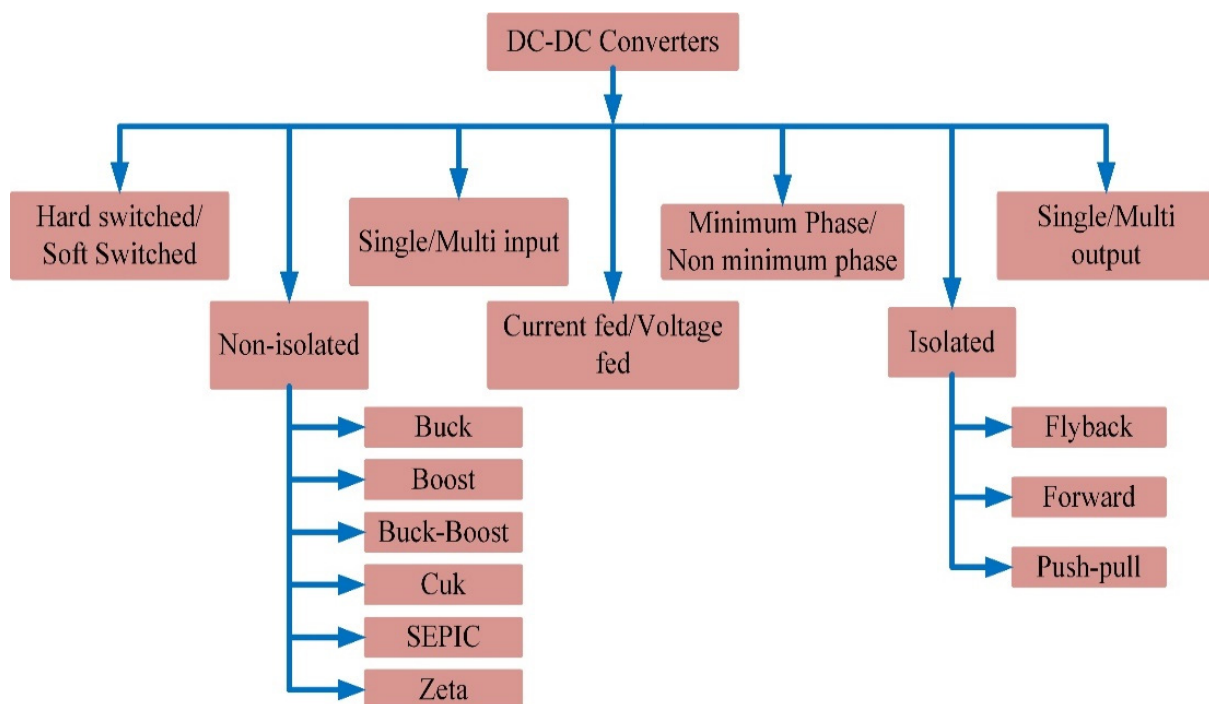 DC-DC Converters
Hard switched/
Soft Switched
Single/Multi input
Minimum Phase/
Non minimum phase
Single/Multi
output
Non-isolated
Current fed/Voltage
fed
Isolated
Buck
Boost
Buck-Boost
Cuk
SEPIC
Zeta
Flyback
Forward
Push-pull